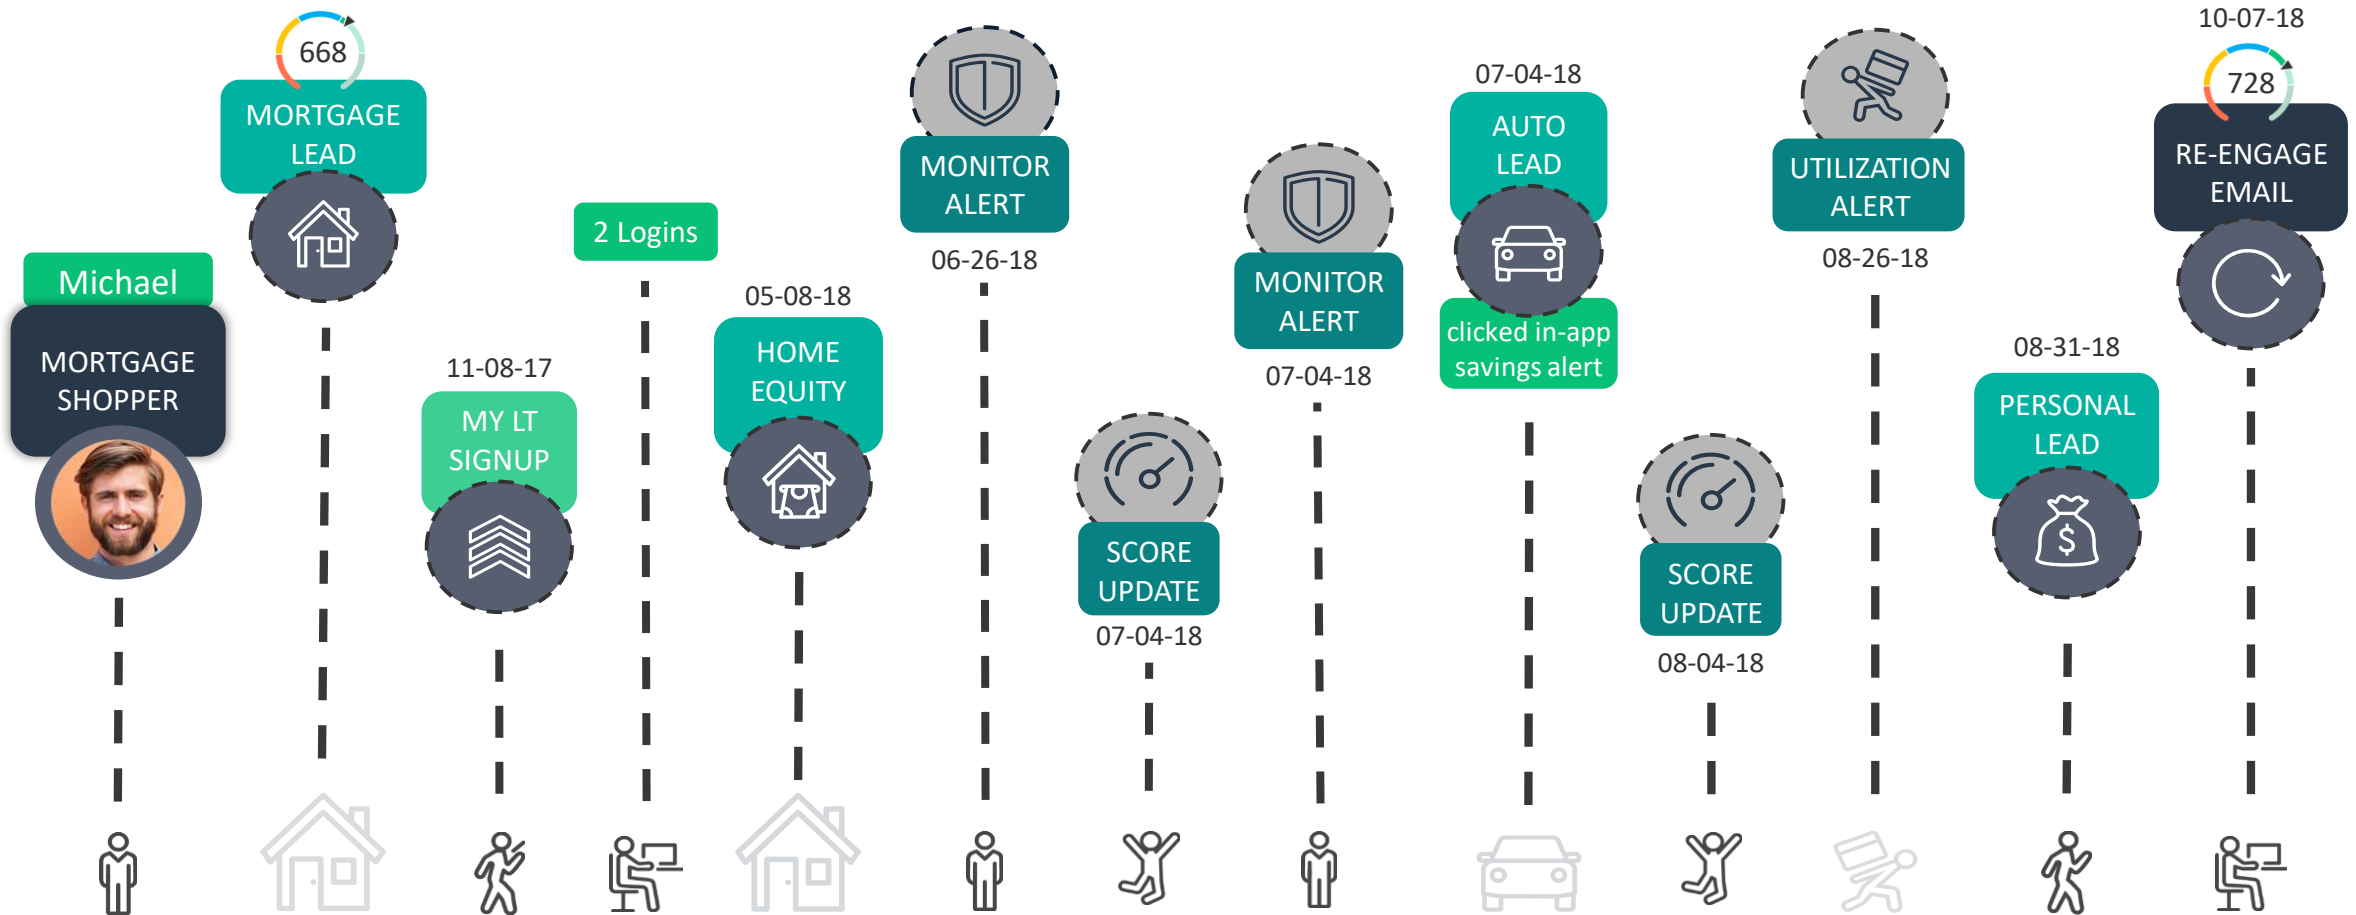 Michael
MORTGAGE
SHOPPER
668
MORTGAGE
LEAD
11-08-17
MY LT
SIGNUP
2 Logins
05-08-18
HOME
EQUITY
MONITOR
ALERT
06-26-18
SCORE
UPDATE
07-04-18
MONITOR
ALERT
07-04-18
07-04-18
AUTO
LEAD
clicked in-app
savings alert
SCORE
UPDATE
08-04-18
UTILIZATION
ALERT
08-26-18
08-31-18
PERSONAL
LEAD
$
10-07-18
728
RE-ENGAGE
EMAIL